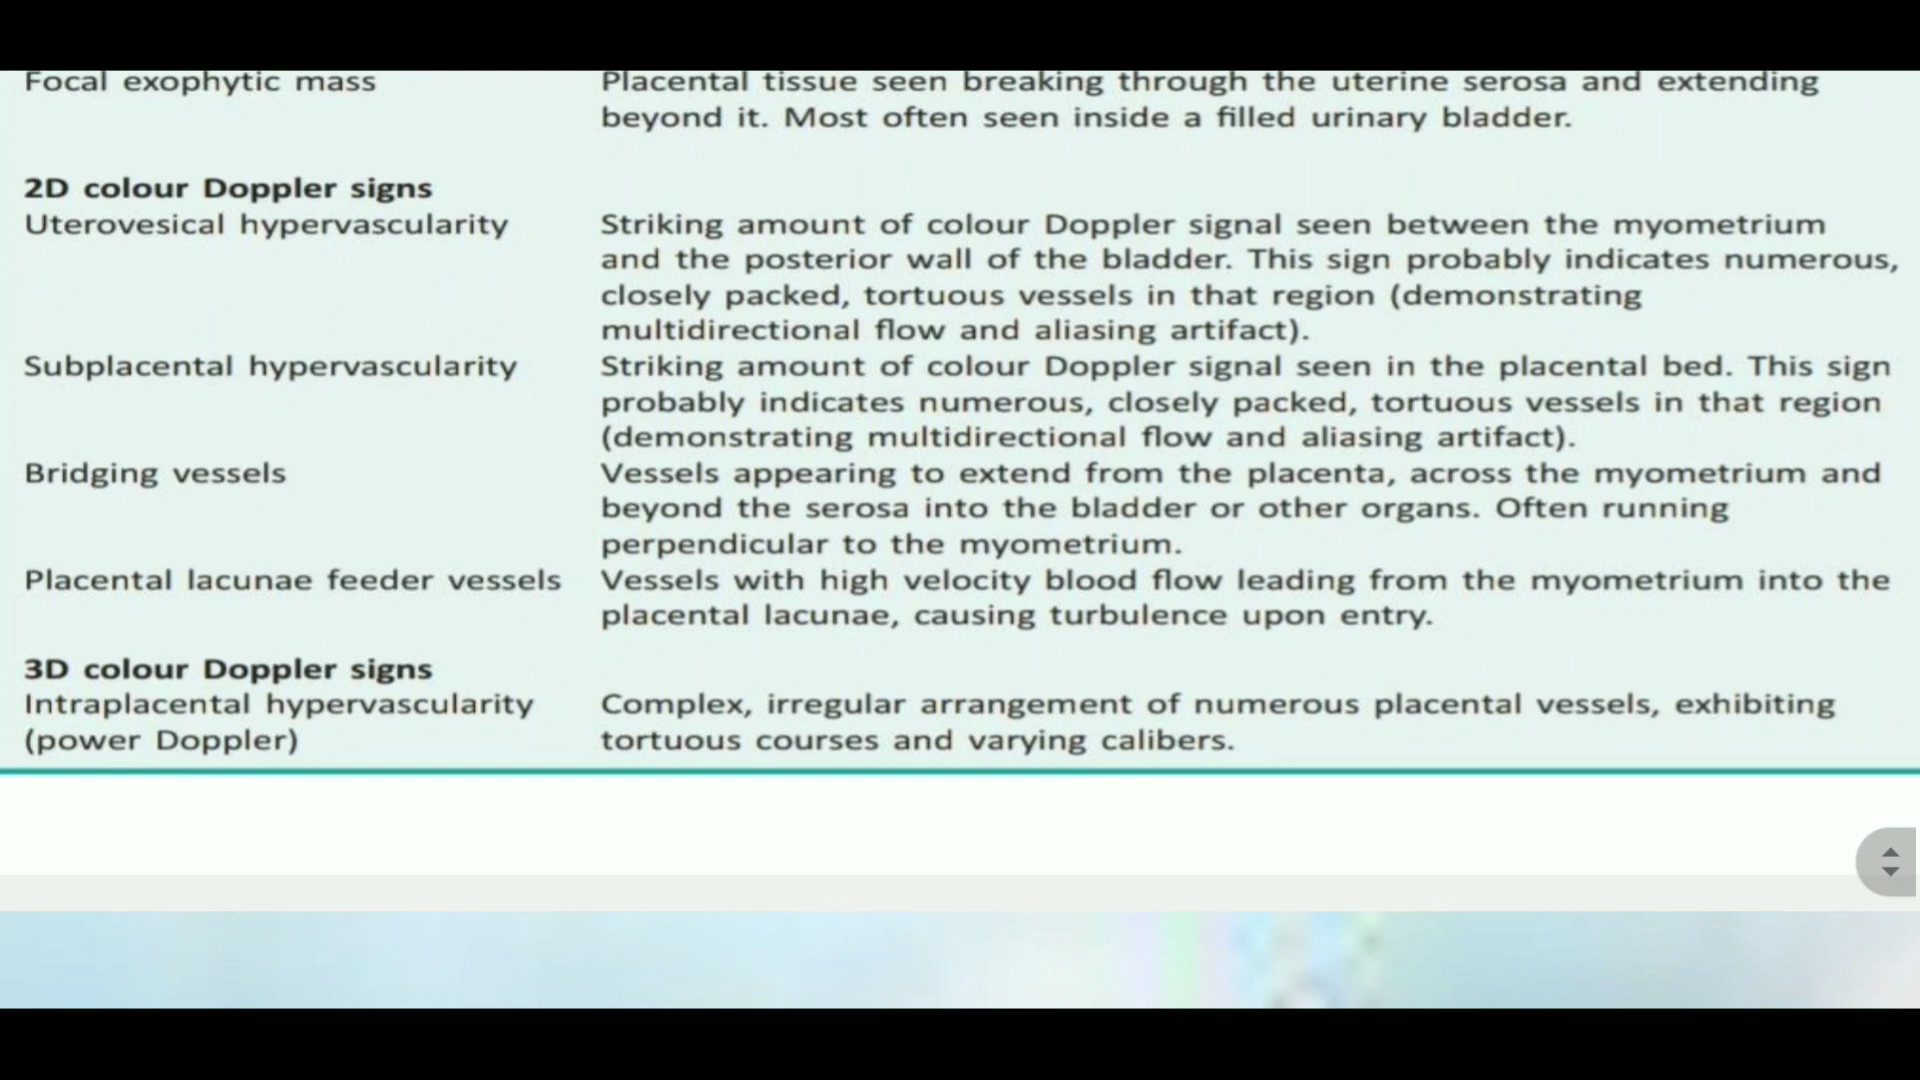 Focal exophytic mass
Placental tissue seen breaking through the uterine serosa and extending
beyond it. Most often seen inside a filled urinary bladder.
2D colour Doppler signs
Uterovesical hypervascularity
Striking amount of colour Doppler signal seen between the myometrium
and the posterior wall of the bladder. This sign probably indicates numerous,
closely packed, tortuous vessels in that region (demonstrating
multidirectional flow and aliasing artifact).
Subplacental hypervascularity
Striking amount of colour Doppler signal seen in the placental bed. This sign
probably indicates numerous, closely packed, tortuous vessels in that region
(demonstrating multidirectional flow and aliasing artifact).
Bridging vessels
Vessels appearing to extend from the placenta, across the myometrium and
beyond the serosa into the bladder or other organs. Often running
perpendicular to the myometrium.
Placental lacunae feeder vessels
Vessels with high velocity blood flow leading from the myometrium into the
placental lacunae, causing turbulence upon entry.
3D colour Doppler signs
Intraplacental hypervascularity
(power Doppler)
Complex, irregular arrangement of numerous placental vessels, exhibiting
tortuous courses and varying calibers.